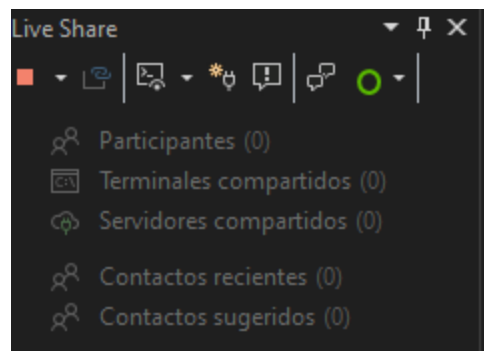 Live Share
Participantes (0)
Terminales compartidos (0)
Servidores compartidos (0)
Contactos recientes (0)
Contactos sugeridos (0)